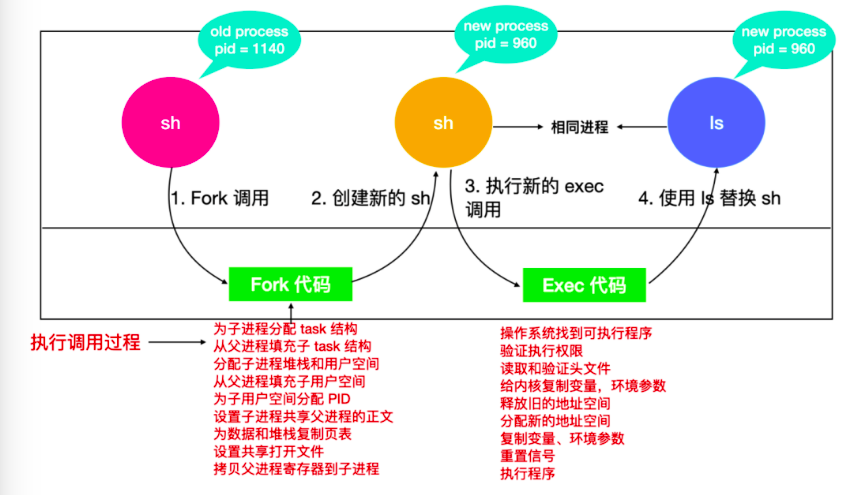 old process
pid = 1140
new process
pid = 960
new process
pid = 960
sh
sh
相同进程
ls
1. Fork 调用
2. 创建新的 sh
3. 执行新的 exec
调用
4. 使用 ls 替换 sh
Fork 代码
Exec 代码
执行调用过程
为子进程分配 task 结构
从父进程填充子 task 结构
分配子进程堆栈和用户空间
从父进程填充子用户空间
为子用户空间分配 PID
设置子进程共享父进程的正文
为数据和堆栈复制页表
设置共享打开文件
拷贝父进程寄存器到子进程
操作系统找到可执行程序
验证执行权限
读取和验证头文件
给内核复制变量，环境参数
释放旧的地址空间
分配新的地址空间
复制变量、环境参数
重置信号
执行程序